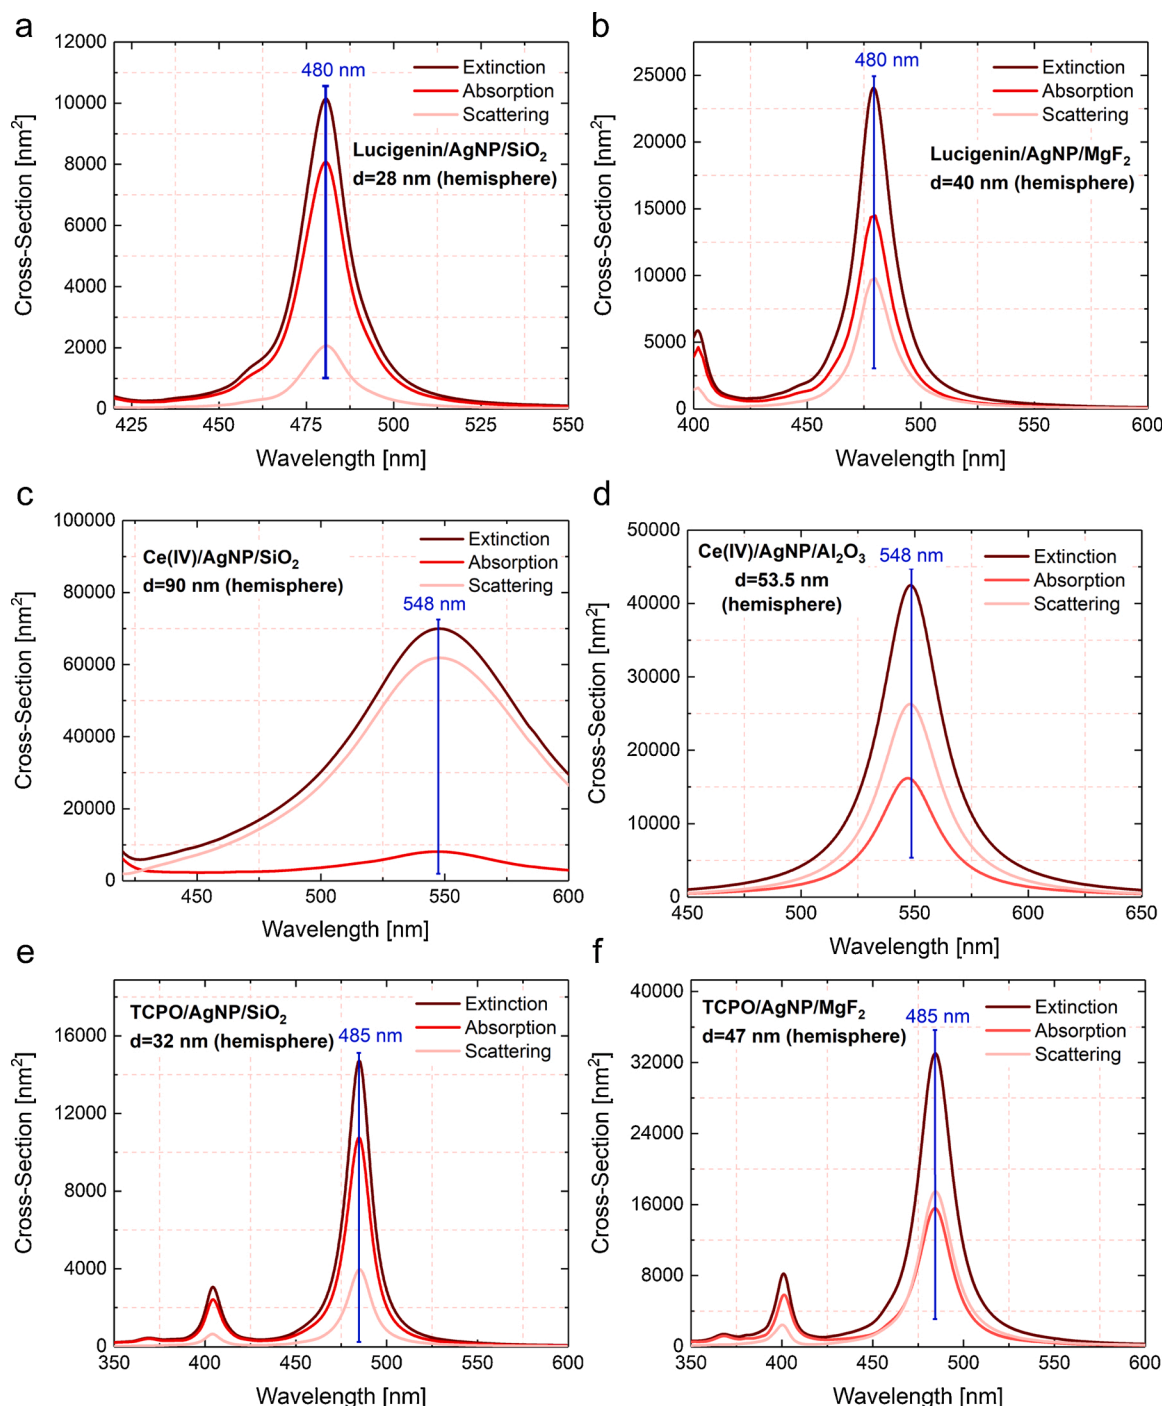 a
12000
10000
8000
6000
4000
2000
0
425
450
475
500
525
550
Cross-Section [nm²]
Wavelength [nm]
480 nm
Extinction
Absorption
Scattering
Lucigenin/AgNP/SiO₂
d=28 nm (hemisphere)
b
25000
20000
15000
10000
5000
0
400
450
500
550
600
Cross-Section [nm²]
Wavelength [nm]
480 nm
Extinction
Absorption
Scattering
Lucigenin/AgNP/MgF₂
d=40 nm (hemisphere)
c
100000
80000
60000
40000
20000
0
450
500
550
600
Cross-Section [nm²]
Wavelength [nm]
Ce(IV)/AgNP/SiO₂
d=90 nm (hemisphere)
Extinction
Absorption
Scattering
548 nm
d
50000
40000
30000
20000
10000
0
450
500
550
600
650
Cross-Section [nm²]
Wavelength [nm]
Ce(IV)/AgNP/Al₂O₃
d=53.5 nm
(hemisphere)
548 nm
Extinction
Absorption
Scattering
e
16000
12000
8000
4000
0
350
400
450
500
550
600
Cross-Section [nm²]
Wavelength [nm]
TCPO/AgNP/SiO₂
d=32 nm (hemisphere)
485 nm
Extinction
Absorption
Scattering
f
40000
32000
24000
16000
8000
0
350
400
450
500
550
600
Cross-Section [nm²]
Wavelength [nm]
TCPO/AgNP/MgF₂
d=47 nm (hemisphere)
485 nm
Extinction
Absorption
Scattering